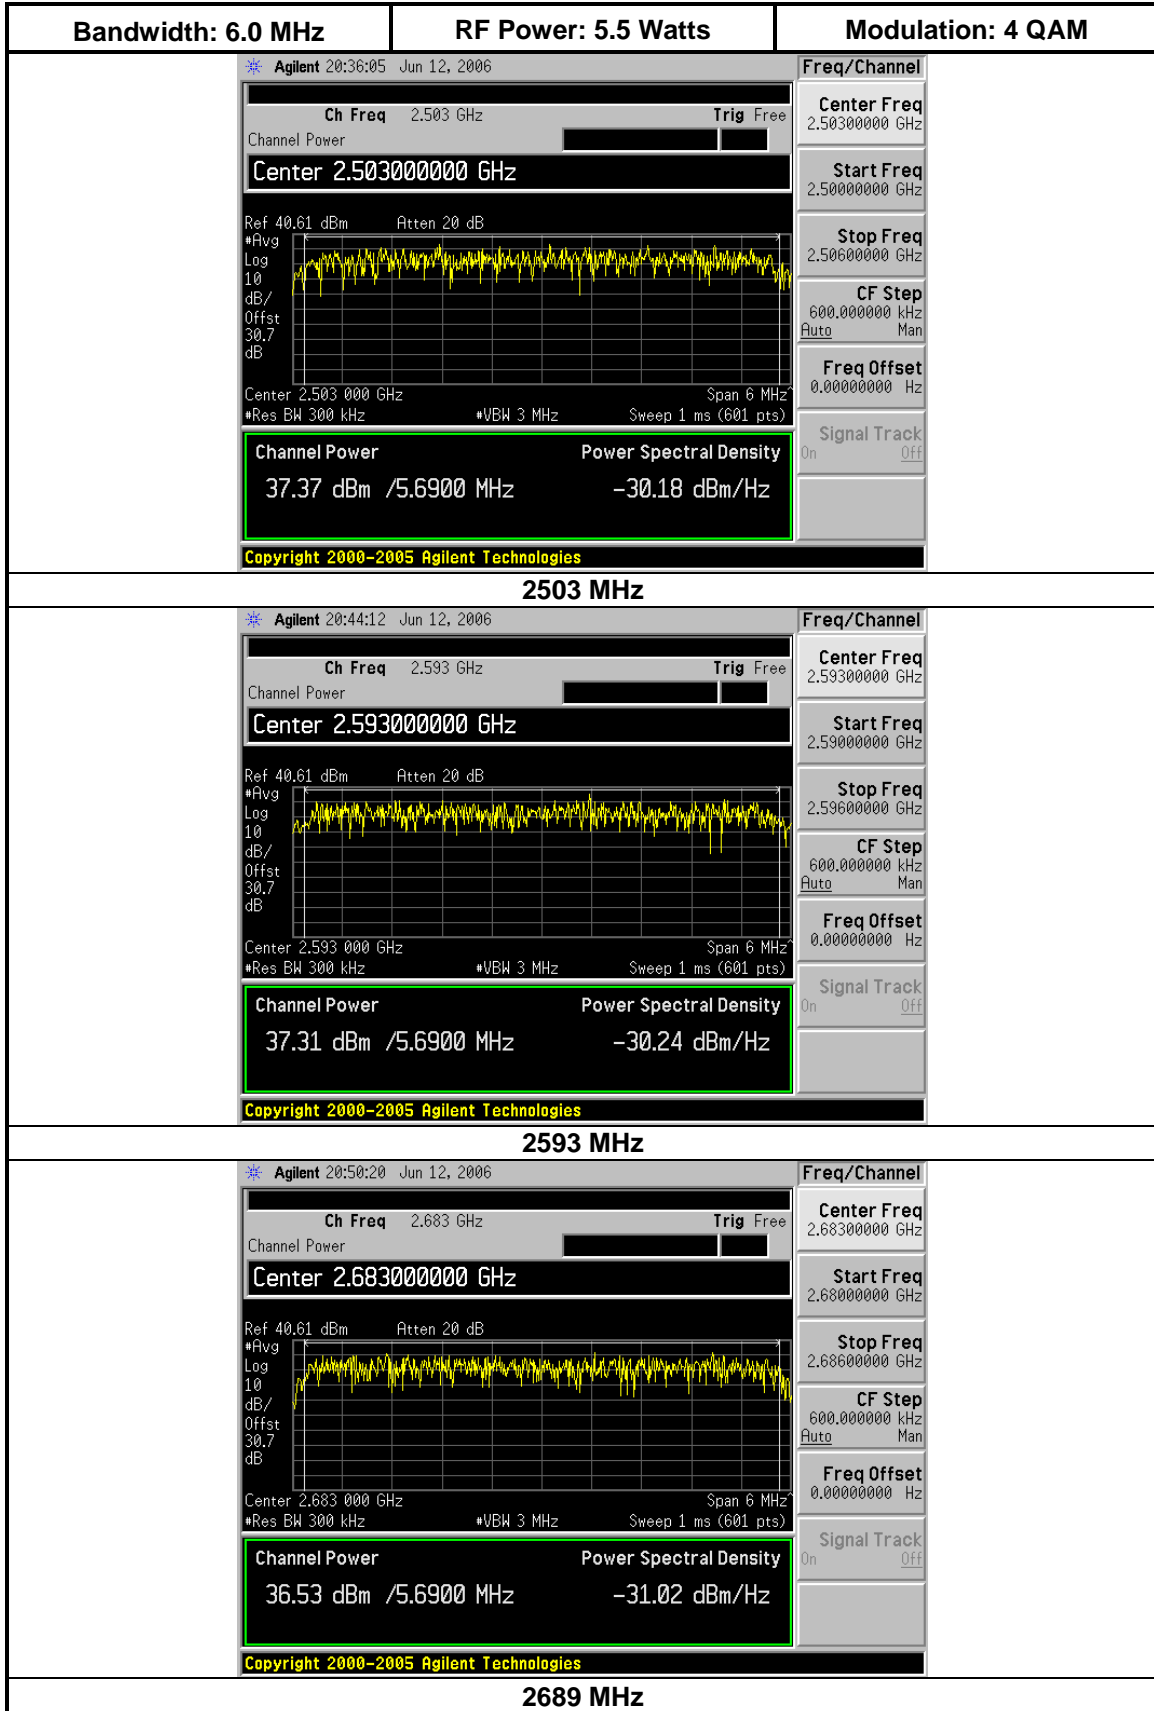 Bandwidth: 6.0 MHz RF Power: 5.5 Watts Modulation: 4 QAM
Agilent 20:36:05 Jun 12, 2006 Freq/Channel
Ch Freq 2.503 GHz Trig Free
Channel Power
Center 2.503000000 GHz
Center Freq
2.50300000 GHz
Start Freq
2.50000000 GHz
Stop Freq
2.50600000 GHz
CF Step
600.000000 kHz
Auto Man
Freq Offset
0.00000000 Hz
Signal Track
On Off
Ref 40.61 dBm Atten 20 dB
#Avg
Log
10
dB/
Offst
30.7
dB
Center 2.503 000 GHz Span 6 MHz^
#Res BW 300 kHz #VBW 3 MHz Sweep 1 ms (601 pts)
Channel Power Power Spectral Density
37.37 dBm /5.6900 MHz -30.18 dBm/Hz
Copyright 2000-2005 Agilent Technologies
2503 MHz
Agilent 20:44:12 Jun 12, 2006 Freq/Channel
Ch Freq 2.593 GHz Trig Free
Channel Power
Center 2.593000000 GHz
Center Freq
2.59300000 GHz
Start Freq
2.59000000 GHz
Stop Freq
2.59600000 GHz
CF Step
600.000000 kHz
Auto Man
Freq Offset
0.00000000 Hz
Signal Track
On Off
Ref 40.61 dBm Atten 20 dB
#Avg
Log
10
dB/
Offst
30.7
dB
Center 2.593 000 GHz Span 6 MHz^
#Res BW 300 kHz #VBW 3 MHz Sweep 1 ms (601 pts)
Channel Power Power Spectral Density
37.31 dBm /5.6900 MHz -30.24 dBm/Hz
Copyright 2000-2005 Agilent Technologies
2593 MHz
Agilent 20:50:20 Jun 12, 2006 Freq/Channel
Ch Freq 2.683 GHz Trig Free
Channel Power
Center 2.683000000 GHz
Center Freq
2.68300000 GHz
Start Freq
2.68000000 GHz
Stop Freq
2.68600000 GHz
CF Step
600.000000 kHz
Auto Man
Freq Offset
0.00000000 Hz
Signal Track
On Off
Ref 40.61 dBm Atten 20 dB
#Avg
Log
10
dB/
Offst
30.7
dB
Center 2.683 000 GHz Span 6 MHz^
#Res BW 300 kHz #VBW 3 MHz Sweep 1 ms (601 pts)
Channel Power Power Spectral Density
36.53 dBm /5.6900 MHz -31.02 dBm/Hz
Copyright 2000-2005 Agilent Technologies
2689 MHz